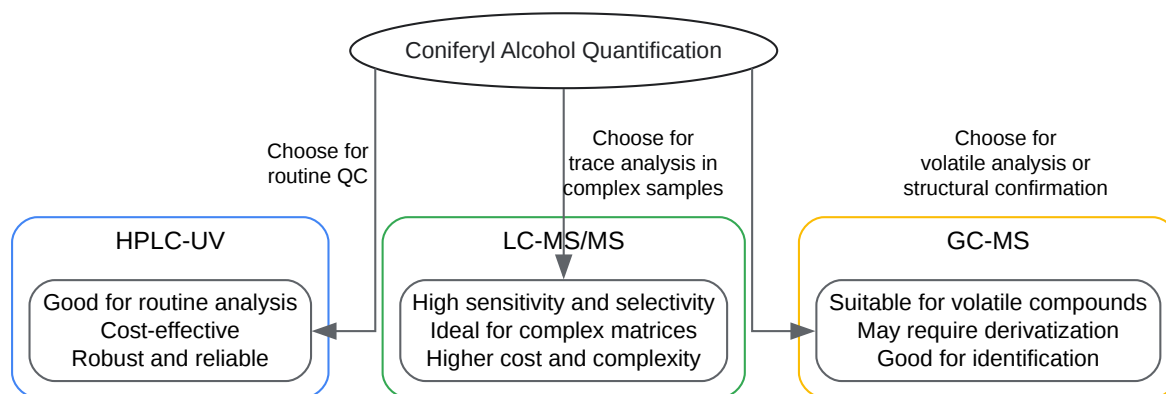 Coniferyl Alcohol Quantification
Choose for
routine QC
Choose for
trace analysis in
complex samples
Choose for
volatile analysis or
structural confirmation
HPLC-UV
Good for routine analysis
Cost-effective
Robust and reliable
LC-MS/MS
High sensitivity and selectivity
Ideal for complex matrices
Higher cost and complexity
GC-MS
Suitable for volatile compounds
May require derivatization
Good for identification